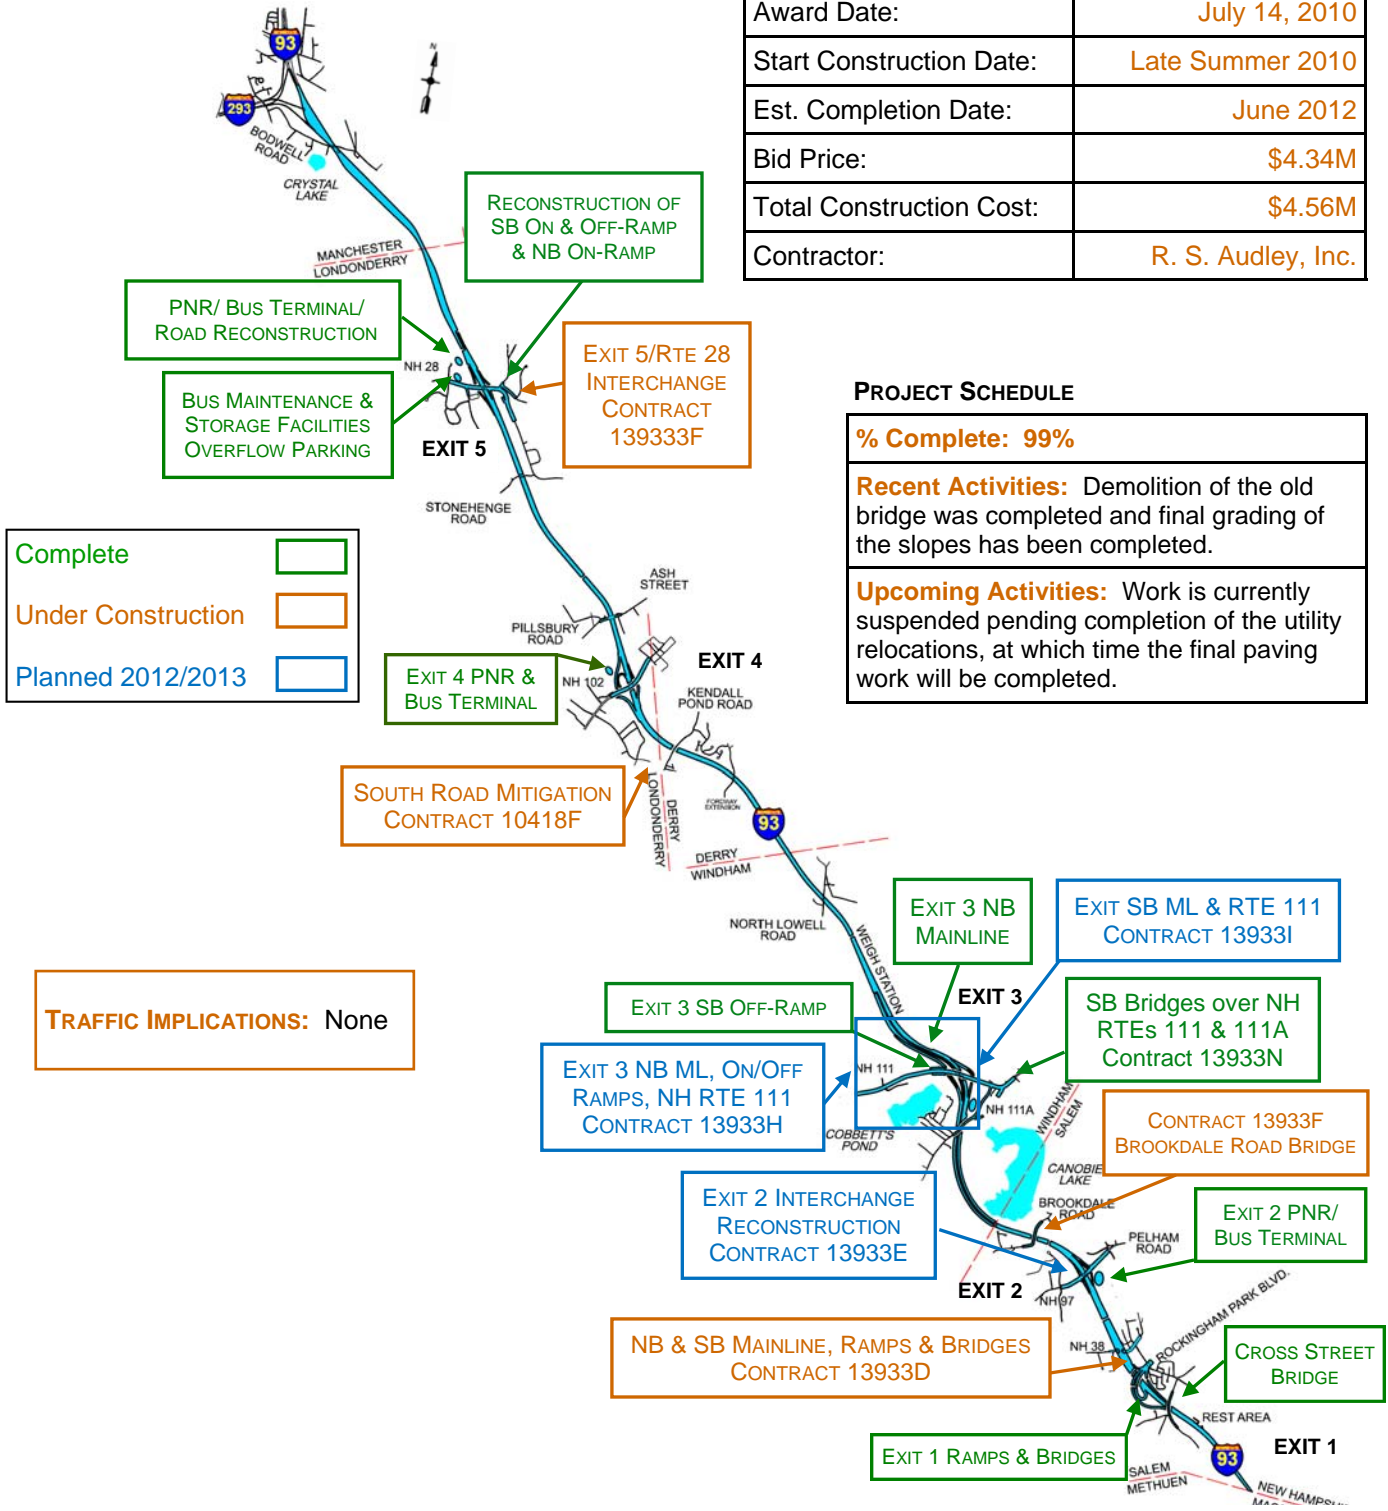 Award Date: July 14, 2010
Start Construction Date: Late Summer 2010
Est. Completion Date: June 2012
Bid Price: $4.34M
Total Construction Cost: $4.56M
Contractor: R. S. Audley, Inc.
93
N
293
BODWELL
ROAD
CRYSTAL
LAKE
MANCHESTER
LONDONDERRY
RECONSTRUCTION OF
SB ON & OFF-RAMP
& NB ON-RAMP
PNR/ BUS TERMINAL/
ROAD RECONSTRUCTION
NH 28
EXIT 5/RTE 28
INTERCHANGE
CONTRACT
139333F
BUS MAINTENANCE &
STORAGE FACILITIES
OVERFLOW PARKING
EXIT 5
STONEHENGE
ROAD
PROJECT SCHEDULE
% Complete: 99%
Recent Activities: Demolition of the old
bridge was completed and final grading of
the slopes has been completed.
Upcoming Activities: Work is currently
suspended pending completion of the utility
relocations, at which time the final paving
work will be completed.
Complete
Under Construction
Planned 2012/2013
ASH
STREET
PILLSBURY
ROAD
EXIT 4
EXIT 4 PNR &
BUS TERMINAL
NH 102
KENDALL
POND ROAD
SOUTH ROAD MITIGATION
CONTRACT 10418F
LONDONDERRY
DERRY
FORDWAY
EXTENSION
93
DERRY
WINDHAM
NORTH LOWELL
ROAD
WEIGH STATION
EXIT 3 NB
MAINLINE
EXIT SB ML & RTE 111
CONTRACT 13933I
EXIT 3
EXIT 3 SB OFF-RAMP
SB Bridges over NH
RTEs 111 & 111A
Contract 13933N
TRAFFIC IMPLICATIONS: None
EXIT 3 NB ML, ON/OFF
RAMPS, NH RTE 111
CONTRACT 13933H
NH 111
NH 111A
COBBETT'S
POND
WINDHAM
SALEM
CONTRACT 13933F
BROOKDALE ROAD BRIDGE
CANOBIE
LAKE
BROOKDALE
ROAD
EXIT 2 INTERCHANGE
RECONSTRUCTION
CONTRACT 13933E
EXIT 2 PNR/
BUS TERMINAL
PELHAM
ROAD
EXIT 2
NH 97
ROCKINGHAM PARK BLVD.
NB & SB MAINLINE, RAMPS & BRIDGES
CONTRACT 13933D
NH 38
CROSS STREET
BRIDGE
REST AREA
EXIT 1 RAMPS & BRIDGES
EXIT 1
93
SALEM
METHUEN
NEW HAMPSHI